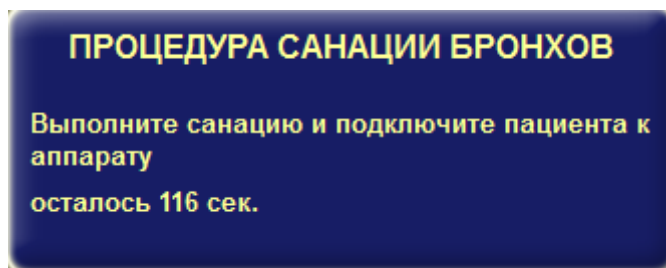 ПРОЦЕДУРА САНАЦИИ БРОНХОВ
Выполните санацию и подключите пациента к
аппарату
осталось 116 сек.